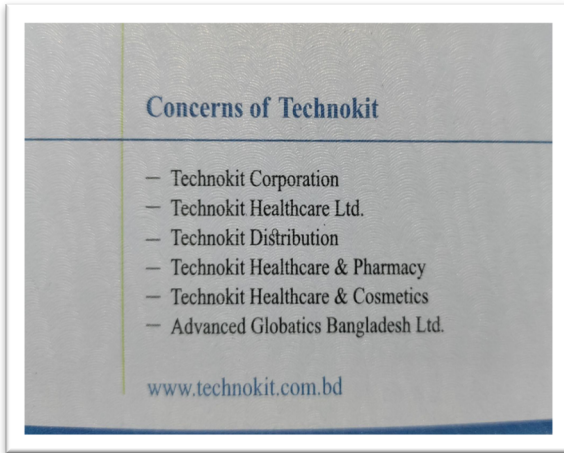 Concerns of Technokit
— Technokit Corporation
— Technokit Healthcare Ltd.
— Technokit Distribution
— Technokit Healthcare & Pharmacy
— Technokit Healthcare & Cosmetics
— Advanced Globatics Bangladesh Ltd.
www.technokit.com.bd